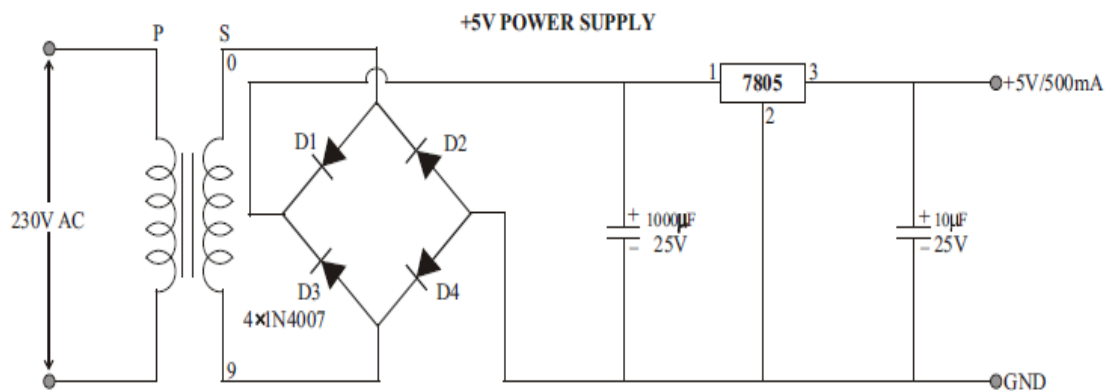 +5V POWER SUPPLY
P S
0
1 7805 3
2
+5V/500mA
D1 D2
230V AC
+ 1000μF
− 25V
+ 10μF
− 25V
D3 D4
4×1N4007
9
GND